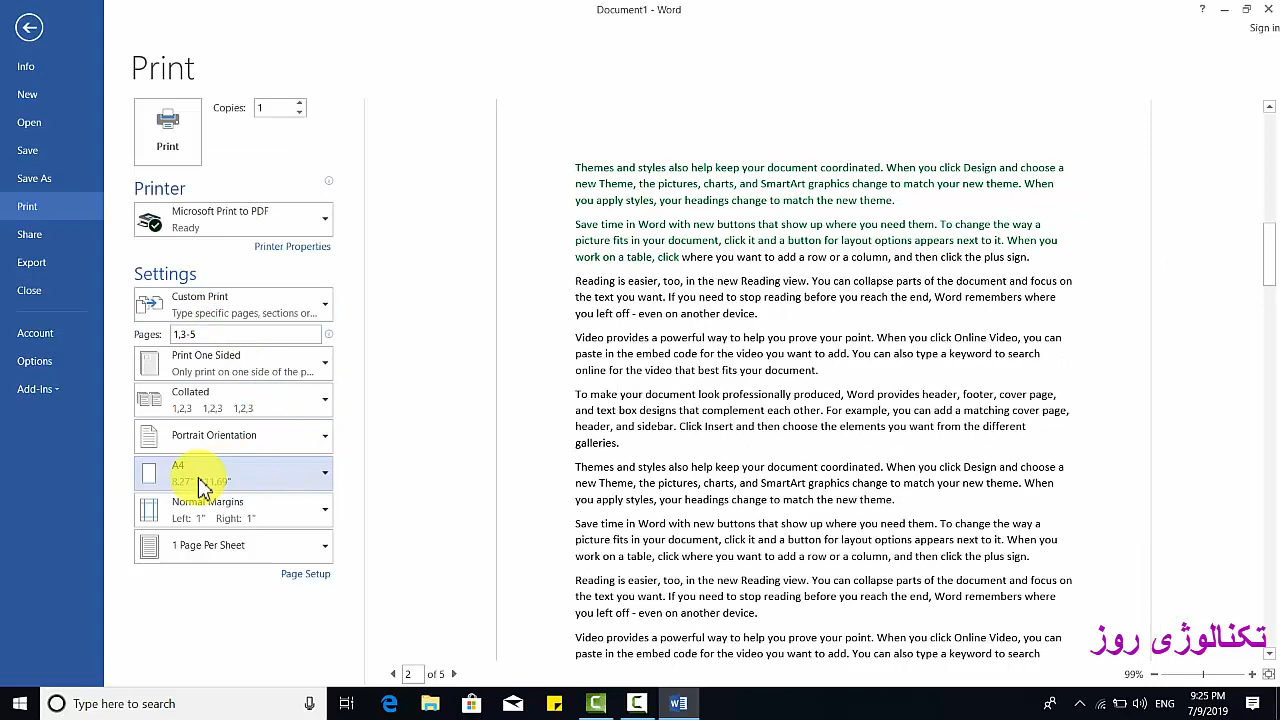 Document1 - Word
?
Sign in
Info
New
Open
Save
Save As
Print
Share
Export
Close
Account
Options
Add-Ins
Print
Print
Copies: 1
Printer
Microsoft Print to PDF
Ready
Printer Properties
Settings
Custom Print
Type specific pages, sections or...
Pages: 1,3-5
Print One Sided
Only print on one side of the p...
Collated
1,2,3 1,2,3 1,2,3
Portrait Orientation
A4
8.27" 11.69"
Normal Margins
Left: 1" Right: 1"
1 Page Per Sheet
Page Setup
Themes and styles also help keep your document coordinated. When you click Design and choose a
new Theme, the pictures, charts, and SmartArt graphics change to match your new theme. When
you apply styles, your headings change to match the new theme.
Save time in Word with new buttons that show up where you need them. To change the way a
picture fits in your document, click it and a button for layout options appears next to it. When you
work on a table, click where you want to add a row or a column, and then click the plus sign.
Reading is easier, too, in the new Reading view. You can collapse parts of the document and focus on
the text you want. If you need to stop reading before you reach the end, Word remembers where
you left off - even on another device.
Video provides a powerful way to help you prove your point. When you click Online Video, you can
paste in the embed code for the video you want to add. You can also type a keyword to search
online for the video that best fits your document.
To make your document look professionally produced, Word provides header, footer, cover page,
and text box designs that complement each other. For example, you can add a matching cover page,
header, and sidebar. Click Insert and then choose the elements you want from the different
galleries.
Themes and styles also help keep your document coordinated. When you click Design and choose a
new Theme, the pictures, charts, and SmartArt graphics change to match your new theme. When
you apply styles, your headings change to match the new theme.
Save time in Word with new buttons that show up where you need them. To change the way a
picture fits in your document, click it and a button for layout options appears next to it. When you
work on a table, click where you want to add a row or a column, and then click the plus sign.
Reading is easier, too, in the new Reading view. You can collapse parts of the document and focus on
the text you want. If you need to stop reading before you reach the end, Word remembers where
you left off - even on another device.
Video provides a powerful way to help you prove your point. When you click Online Video, you can
paste in the embed code for the video you want to add. You can also type a keyword to search
تکنالوژی روز
2 of 5
99%
Type here to search
ENG
9:25 PM
7/9/2019